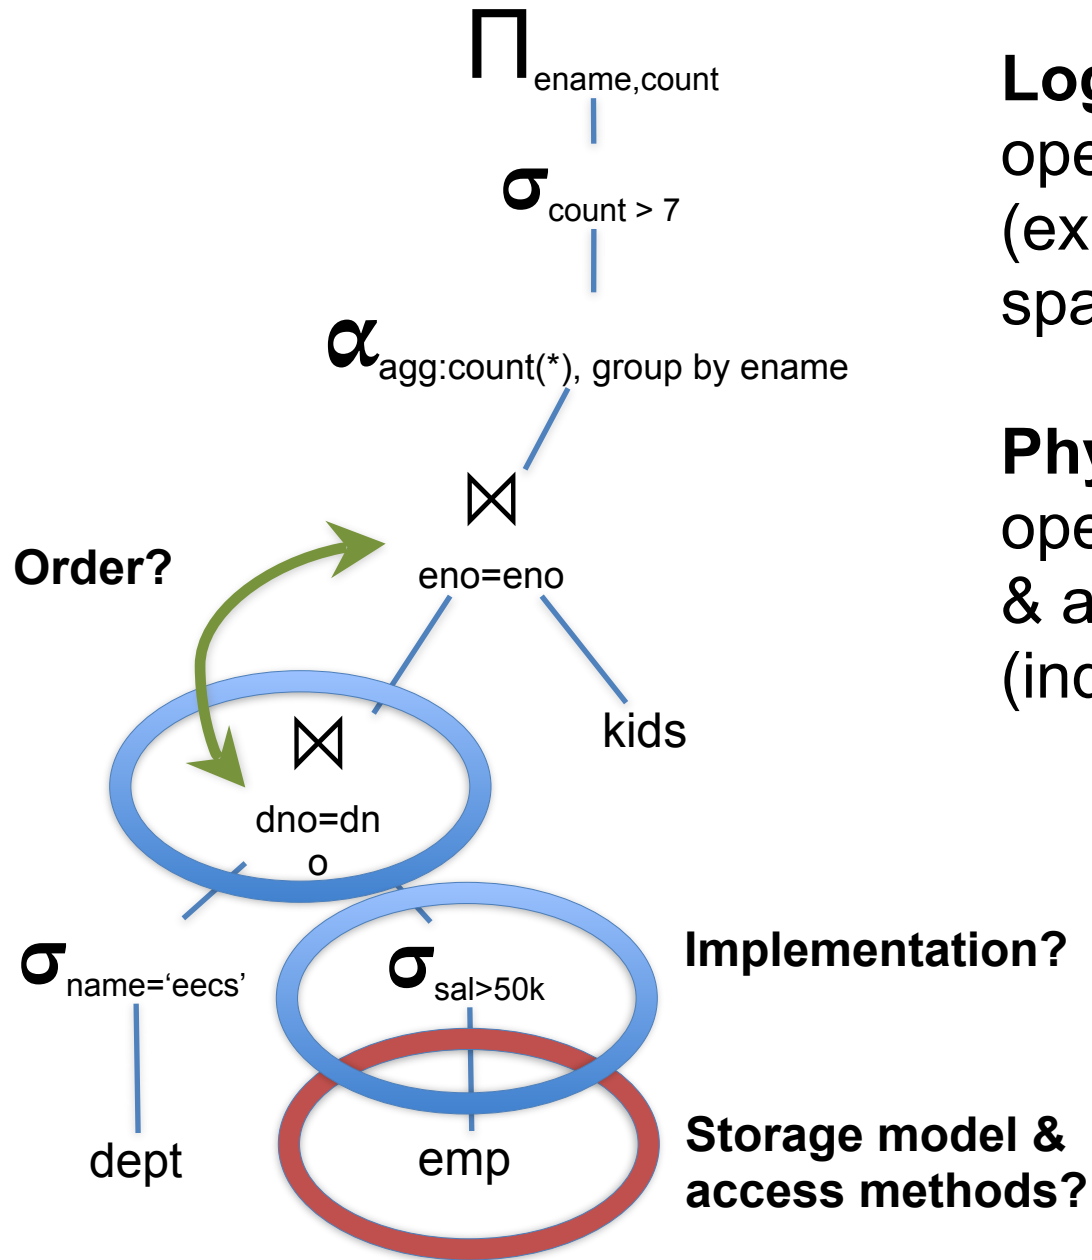 ∏ ename,count
σ count > 7
α agg:count(*), group by ename
⋈
eno=eno
Order?
⋈
kids
dno=dn
o
σ name=‘eecs’
σ sal>50k
Implementation?
dept
emp
Storage model &
access methods?
(ex
& a